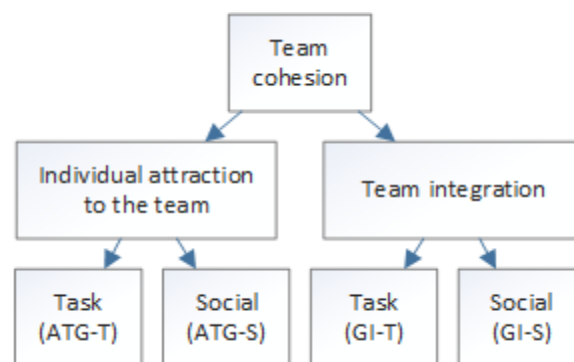 Team
cohesion
Individual attraction
to the team
Team integration
Task
(ATG-T)
Social
(ATG-S)
Task
(GI-T)
Social
(GI-S)